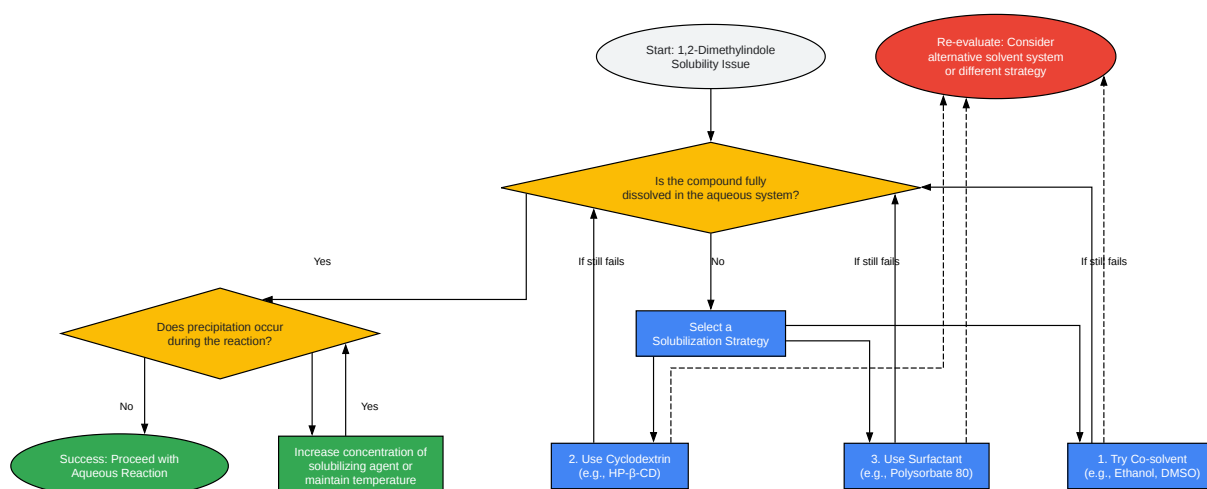 Start: 1,2-Dimethylindole
Solubility Issue
Re-evaluate: Consider
alternative solvent system
or different strategy
Is the compound fully
dissolved in the aqueous system?
Yes
If still fails
No
If still fails
If still fails
Does precipitation occur
during the reaction?
Select a
Solubilization Strategy
No
Yes
Success: Proceed with
Aqueous Reaction
Increase concentration of
solubilizing agent or
maintain temperature
2. Use Cyclodextrin
(e.g., HP-β-CD)
3. Use Surfactant
(e.g., Polysorbate 80)
1. Try Co-solvent
(e.g., Ethanol, DMSO)